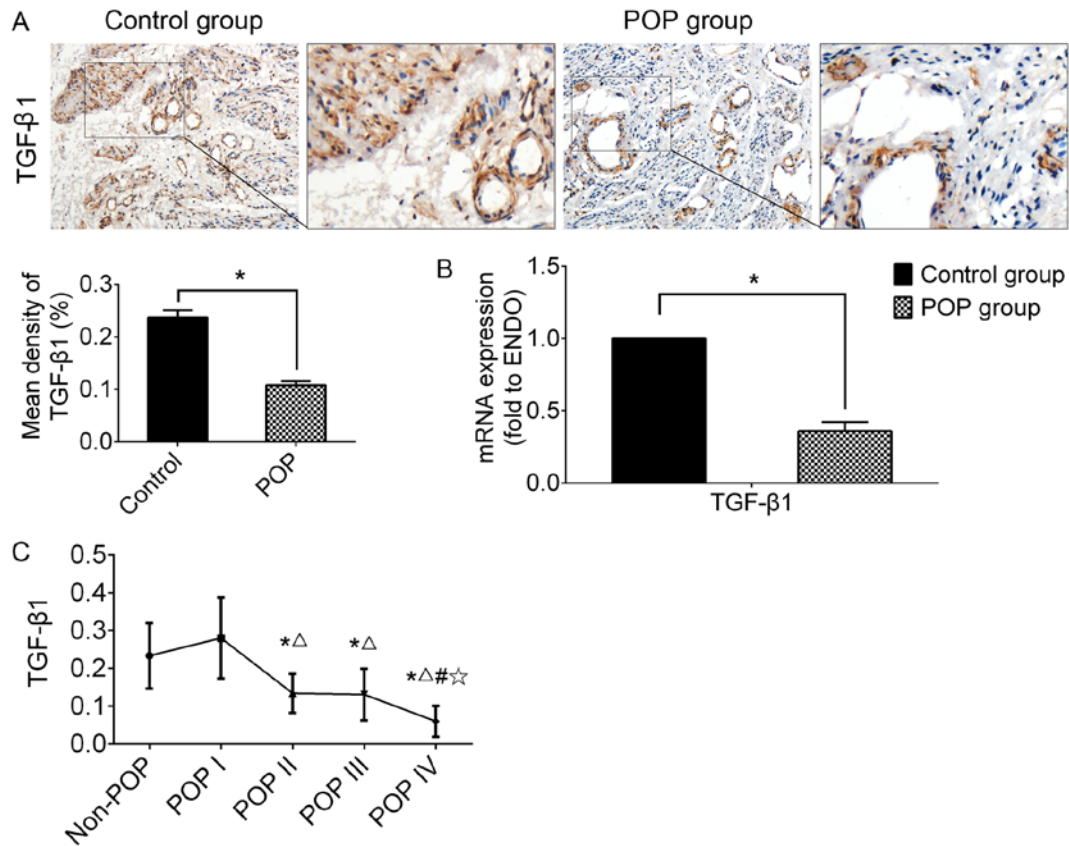 A
Control group
POP group
TGF-β1
Mean density of
TGF-β1 (%)
0.3
0.2
0.1
0.0
*
Control
POP
B
mRNA expression
(fold to ENDO)
1.5
1.0
0.5
0.0
*
TGF-β1
Control group
POP group
C
TGF-β1
0.5
0.4
0.3
0.2
0.1
0.0
*△
*△
*△#☆
Non-POP
POP I
POP II
POP III
POP IV